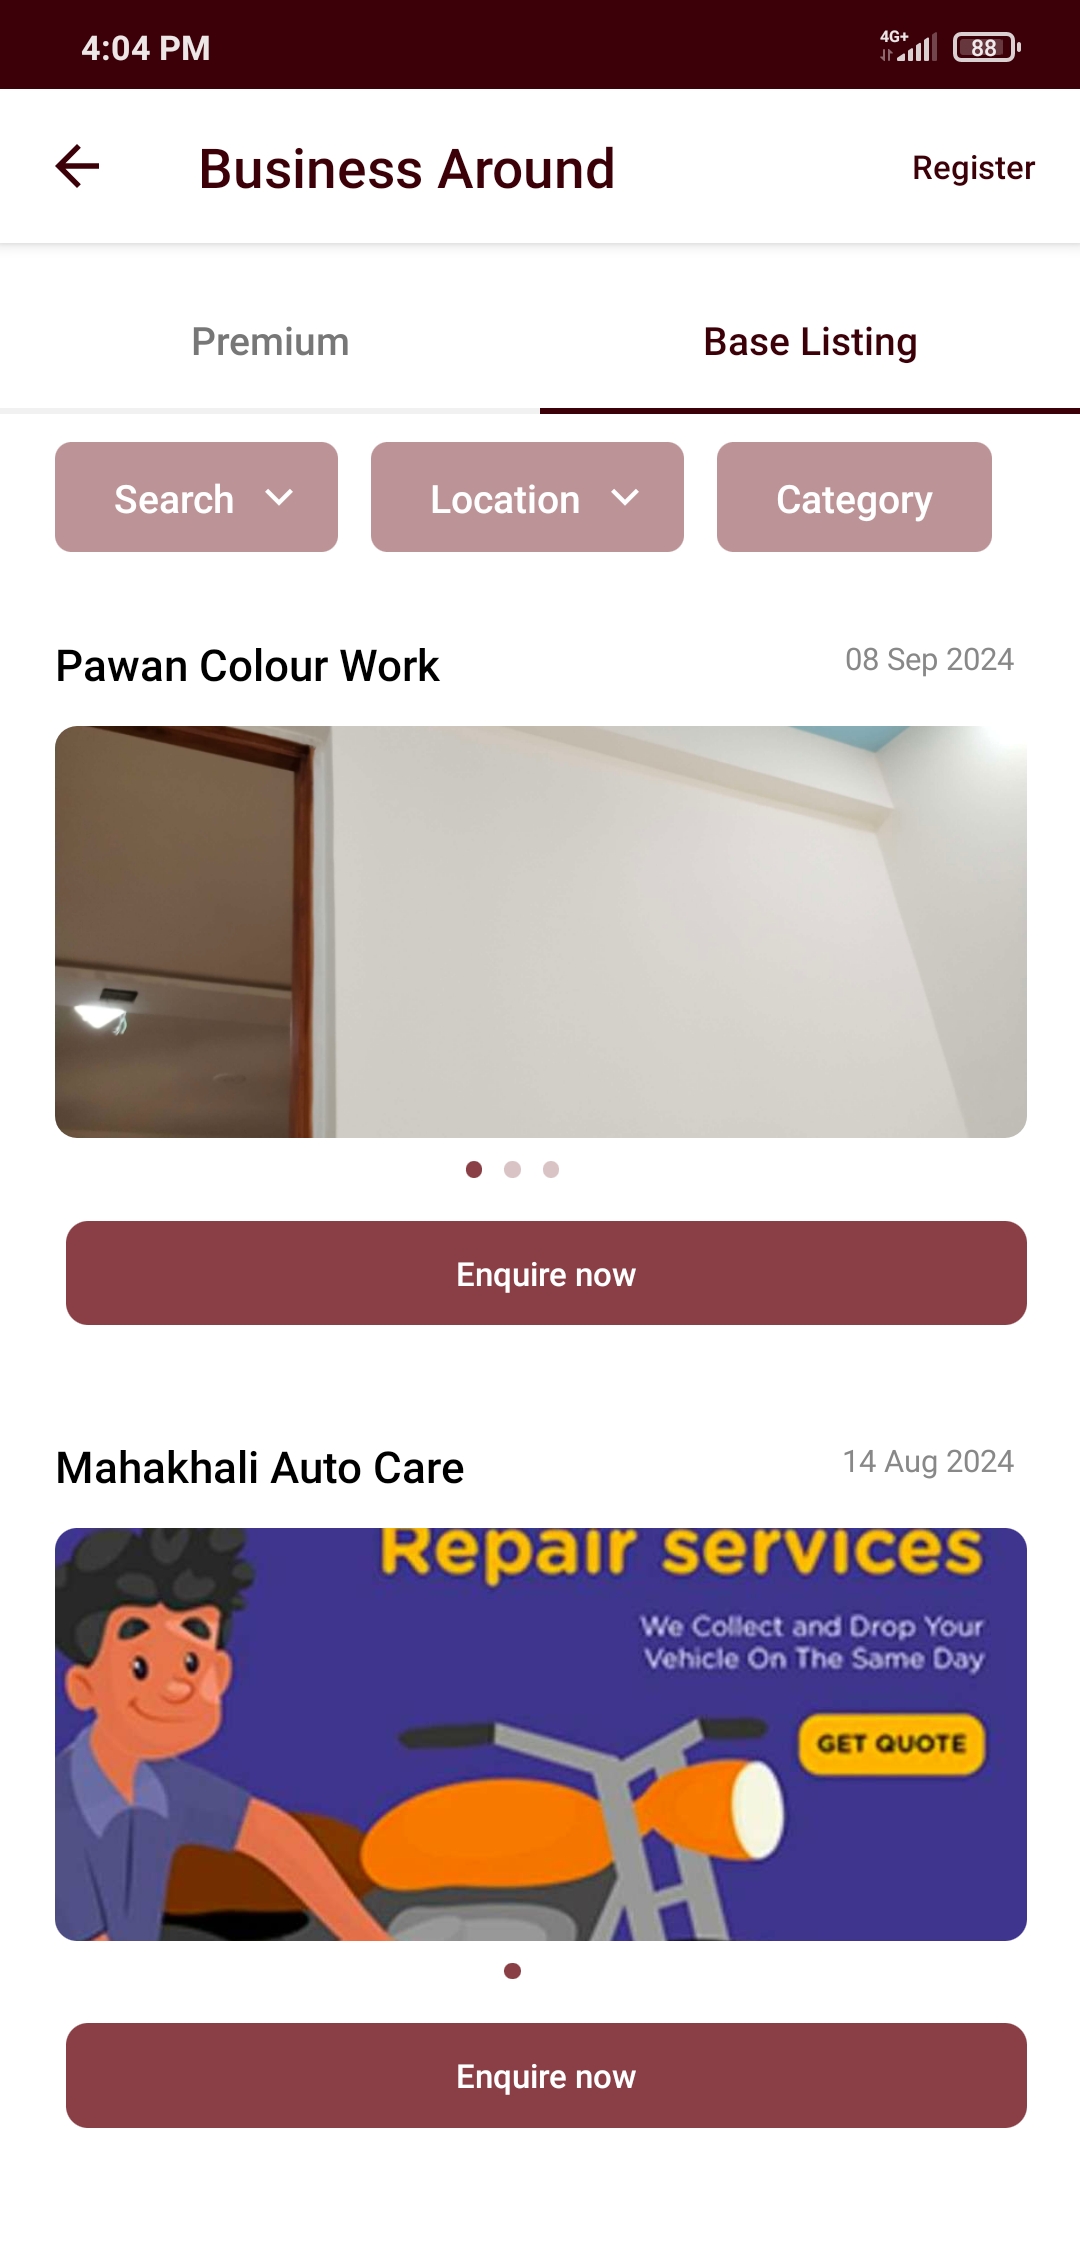 4:04 PM
4G+
88
Business Around
Register
Premium
Base Listing
Search
Location
Category
Pawan Colour Work
08 Sep 2024
Enquire now
Mahakhali Auto Care
14 Aug 2024
Repair services
We Collect and Drop Your
Vehicle On The Same Day
GET QUOTE
Enquire now